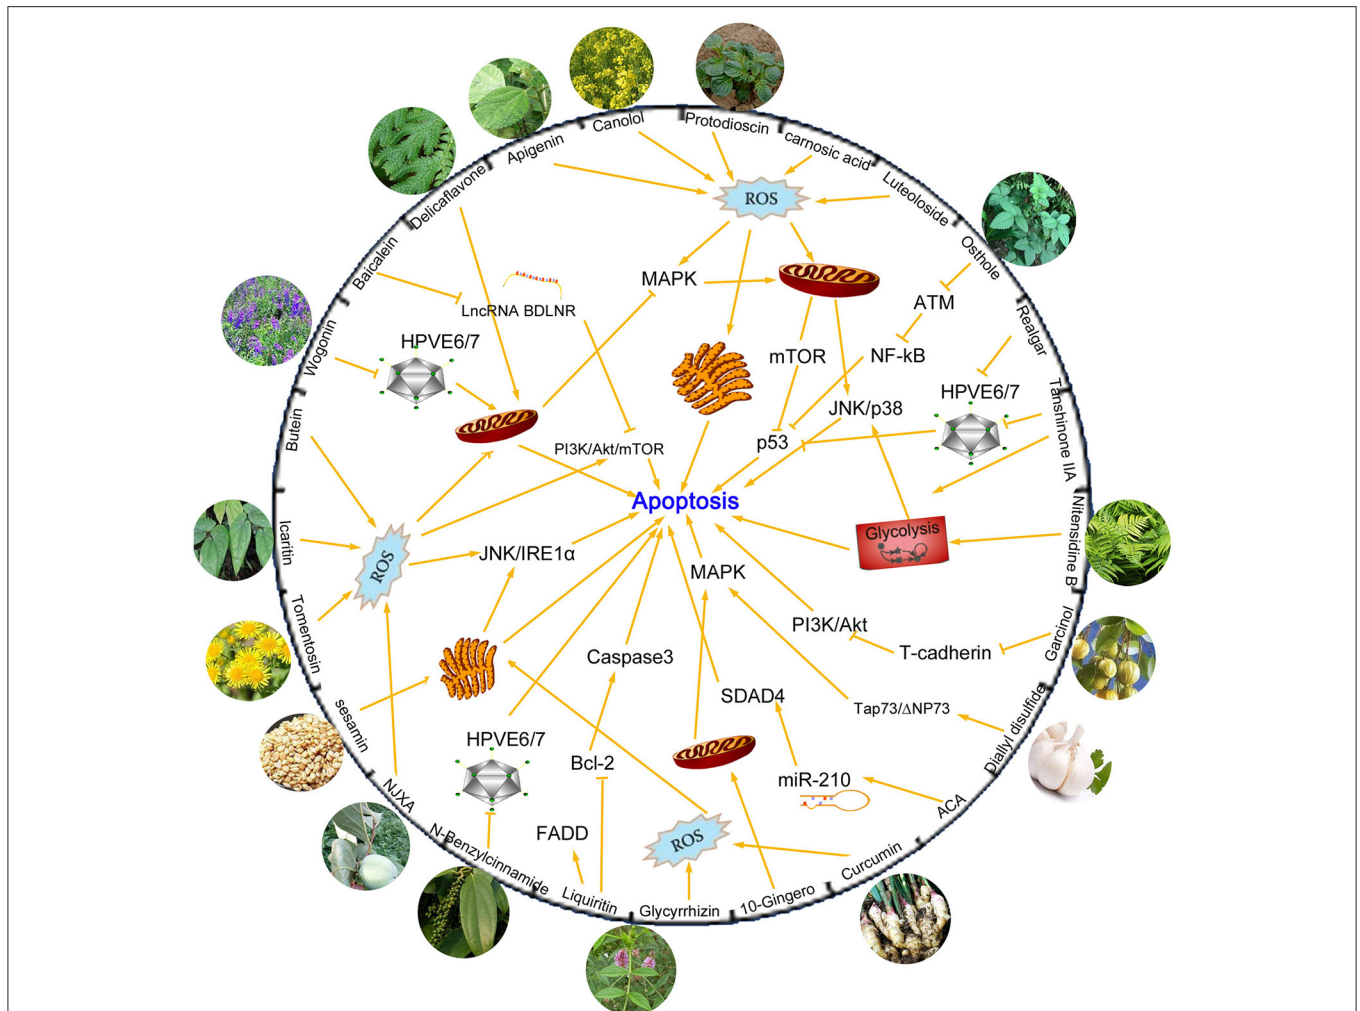 Canolol
Protodioscin
Apigenin
carnosic acid
Delicaflavone
ROS
Luteoloside
Baicalein
Osthole
MAPK
LncRNA BDLNR
ATM
Wogonin
HPVE6/7
mTOR
NF-kB
Realgar
HPVE6/7
JNK/p38
Butein
PI3K/Akt/mTOR
p53
Tanshinone IIA
Apoptosis
Icaritin
ROS
JNK/IRE1α
Glycolysis
Nitensidine B
MAPK
Tomentosin
PI3K/Akt
T-cadherin
Garcinol
Caspase3
SDAD4
Tap73/ΔNP73
sesamin
Diallyl disulfide
HPVE6/7
Bcl-2
miR-210
NJXA
ACA
FADD
ROS
N-Benzylcinnamide
Curcumin
Liquiritin
Glycyrrhizin
10-Gingero